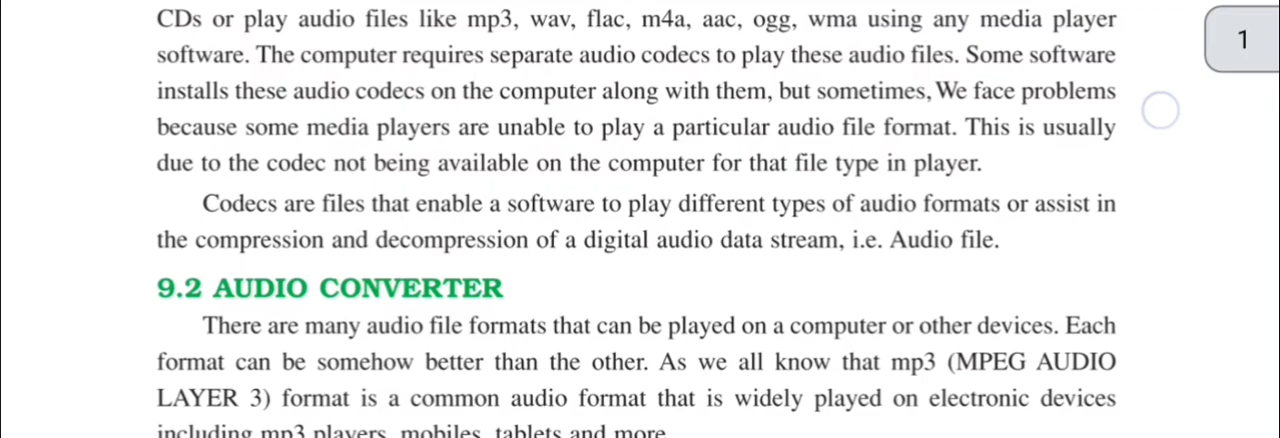 CDs or play audio files like mp3, wav, flac, m4a, aac, ogg, wma using any media player
software. The computer requires separate audio codecs to play these audio files. Some software
installs these audio codecs on the computer along with them, but sometimes, We face problems
because some media players are unable to play a particular audio file format. This is usually
due to the codec not being available on the computer for that file type in player.
Codecs are files that enable a software to play different types of audio formats or assist in
the compression and decompression of a digital audio data stream, i.e. Audio file.
9.2 AUDIO CONVERTER
There are many audio file formats that can be played on a computer or other devices. Each
format can be somehow better than the other. As we all know that mp3 (MPEG AUDIO
LAYER 3) format is a common audio format that is widely played on electronic devices
including mp3 players, mobiles, tablets and more
1